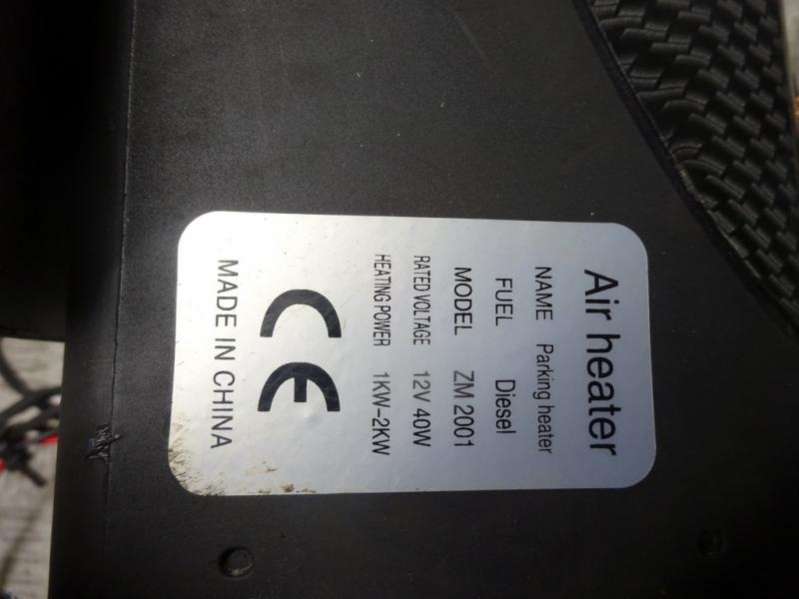 Air heater
NAME Parking heater
FUEL Diesel
MODEL ZM 2001
RATED VOLTAGE 12V 40W
HEATING POWER 1KW-2KW
CE
MADE IN CHINA